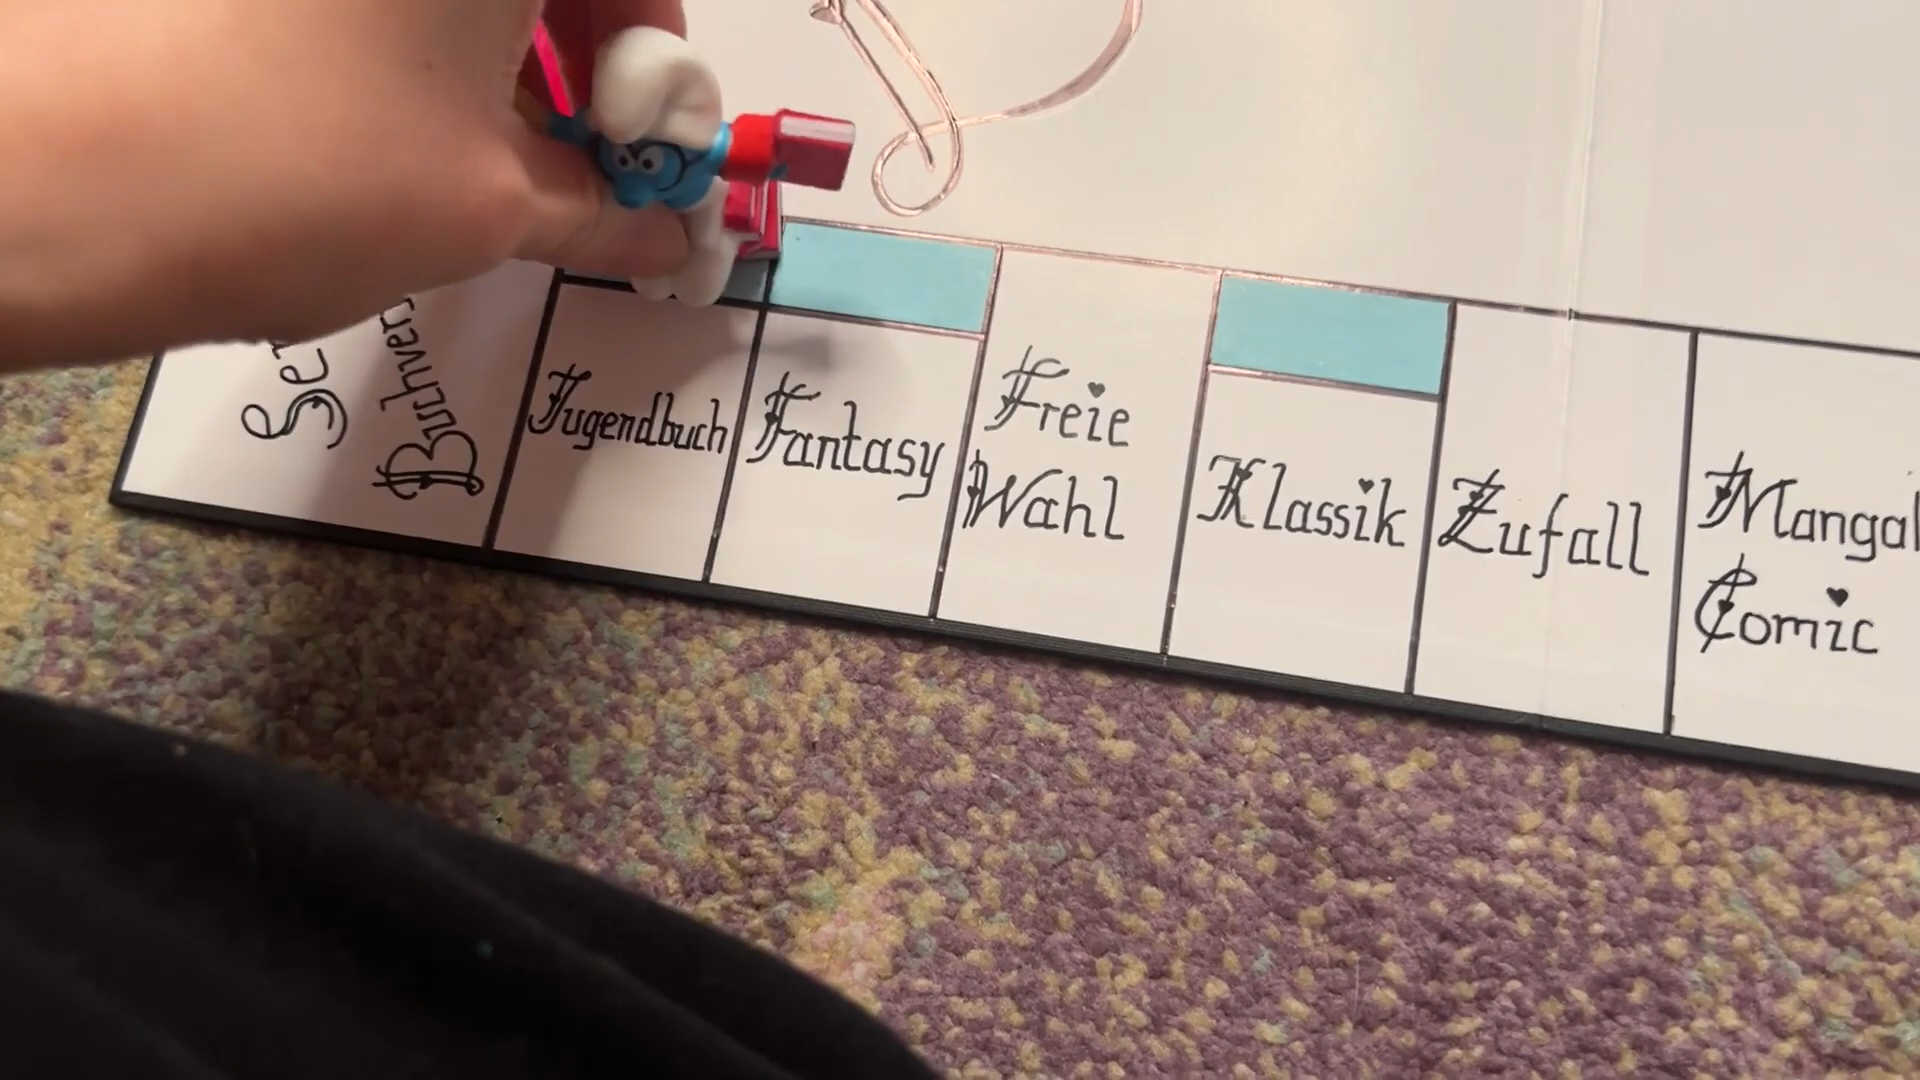 Jugendbuch
Fantasy
Freie
Wahl
Klassik
Zufall
Manga
Comic